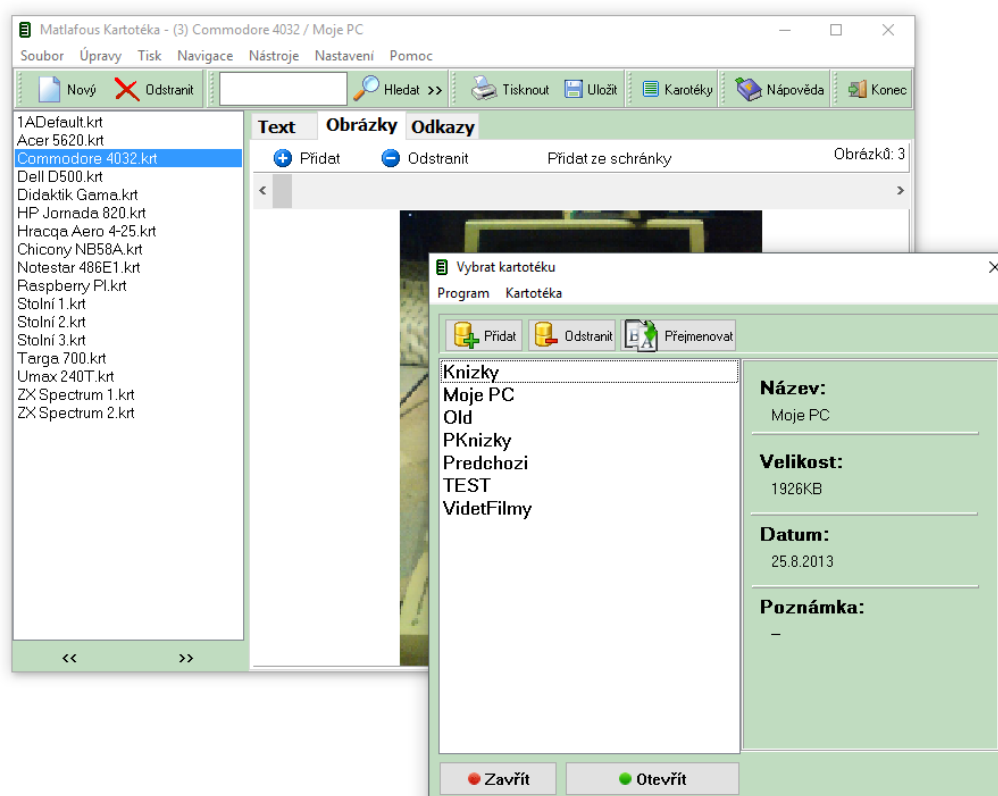 Matlafous Kartotéka - (3) Commodore 4032 / Moje PC
Soubor Úpravy Tisk Navigace Nástroje Nastavení Pomoc
Nový Odstranit Hledat >> Tisknout Uložit Karotéky Nápověda Konec
1ADefault.krt
Acer 5620.krt
Commodore 4032.krt
Dell D500.krt
Didaktik Gama.krt
HP Jornada 820.krt
Hracqa Aero 4-25.krt
Chicony NB58A.krt
Notestar 486E1.krt
Raspberry PI.krt
Stolní 1.krt
Stolní 2.krt
Stolní 3.krt
Targa 700.krt
Umax 240T.krt
ZX Spectrum 1.krt
ZX Spectrum 2.krt
<< >>
Text Obrázky Odkazy
Přidat Odstranit Přidat ze schránky Obrázků: 3
Vybrat kartotéku
Program Kartotéka
Přidat Odstranit Přejmenovat
Knizky
Moje PC
Old
PKnizky
Predchozi
TEST
VidetFilmy
Název:
Moje PC
Velikost:
1926KB
Datum:
25.8.2013
Poznámka:
–
Zavřít Otevřít